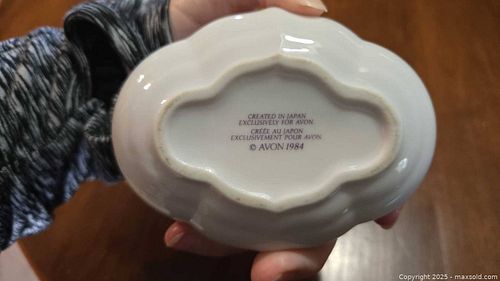 CREATED IN JAPAN
EXCLUSIVELY FOR AVON.
CRÉÉE AU JAPON
EXCLUSIVEMENT POUR AVON.
© AVON 1984
Copyright © 2025 - maxsold.com